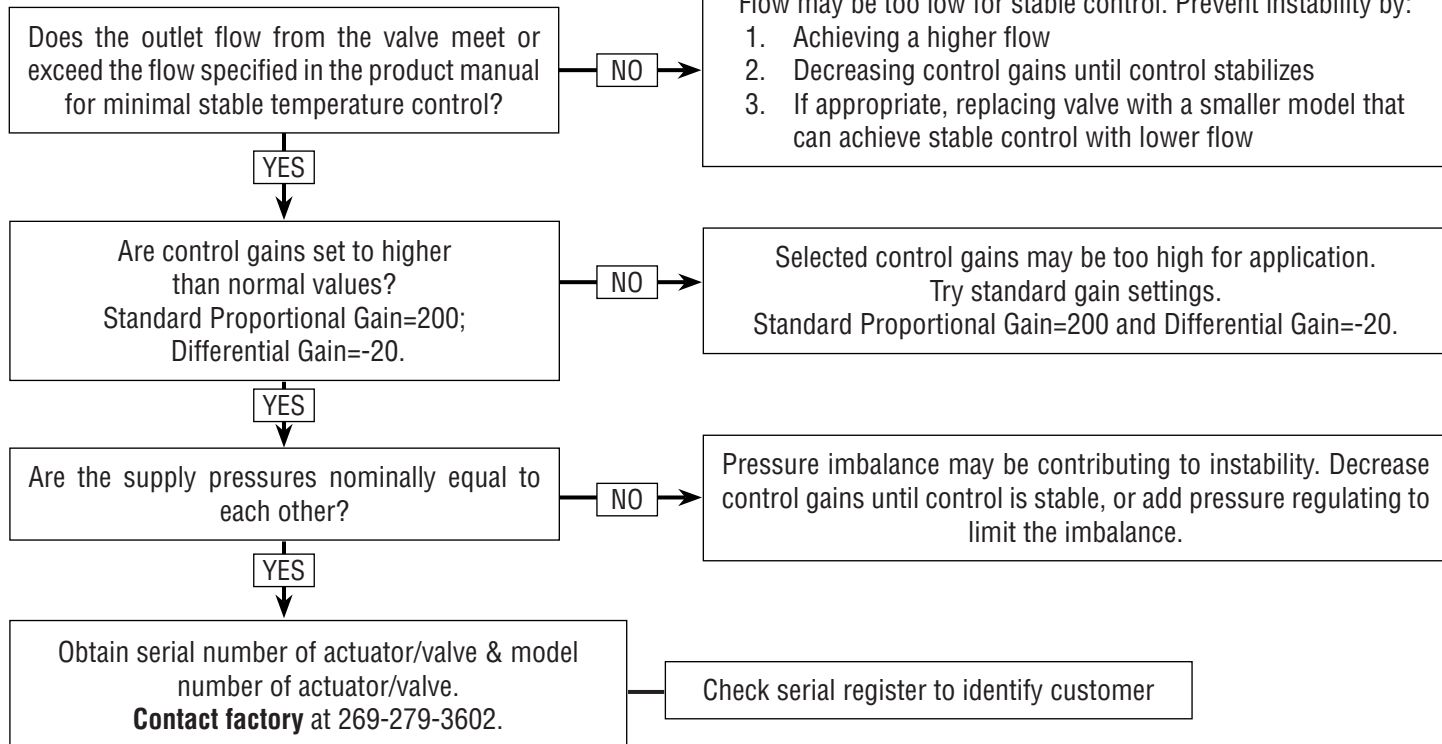 Does the outlet flow from the valve meet or
exceed the flow specified in the product manual
for minimal stable temperature control?
NO
Flow may be too low for stable control. Prevent instability by:
1. Achieving a higher flow
2. Decreasing control gains until control stabilizes
3. If appropriate, replacing valve with a smaller model that
can achieve stable control with lower flow
YES
Are control gains set to higher
than normal values?
Standard Proportional Gain=200;
Differential Gain=-20.
NO
Selected control gains may be too high for application.
Try standard gain settings.
Standard Proportional Gain=200 and Differential Gain=-20.
YES
Are the supply pressures nominally equal to
each other?
NO
Pressure imbalance may be contributing to instability. Decrease
control gains until control is stable, or add pressure regulating to
limit the imbalance.
YES
Obtain serial number of actuator/valve & model
number of actuator/valve.
Contact factory at 269-279-3602.
Check serial register to identify customer